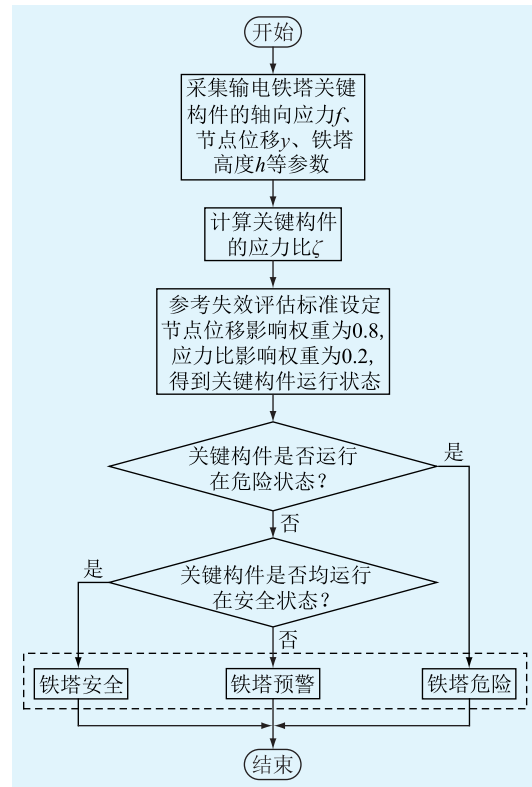 开始
采集输电铁塔关键
构件的轴向应力f、
节点位移y、铁塔
高度h等参数
计算关键构件
的应力比ζ
参考失效评估标准设定
节点位移影响权重为0.8,
应力比影响权重为0.2,
得到关键构件运行状态
关键构件是否运行
在危险状态？
是
否
关键构件是否均运行
在安全状态？
是
否
铁塔安全
铁塔预警
铁塔危险
结束